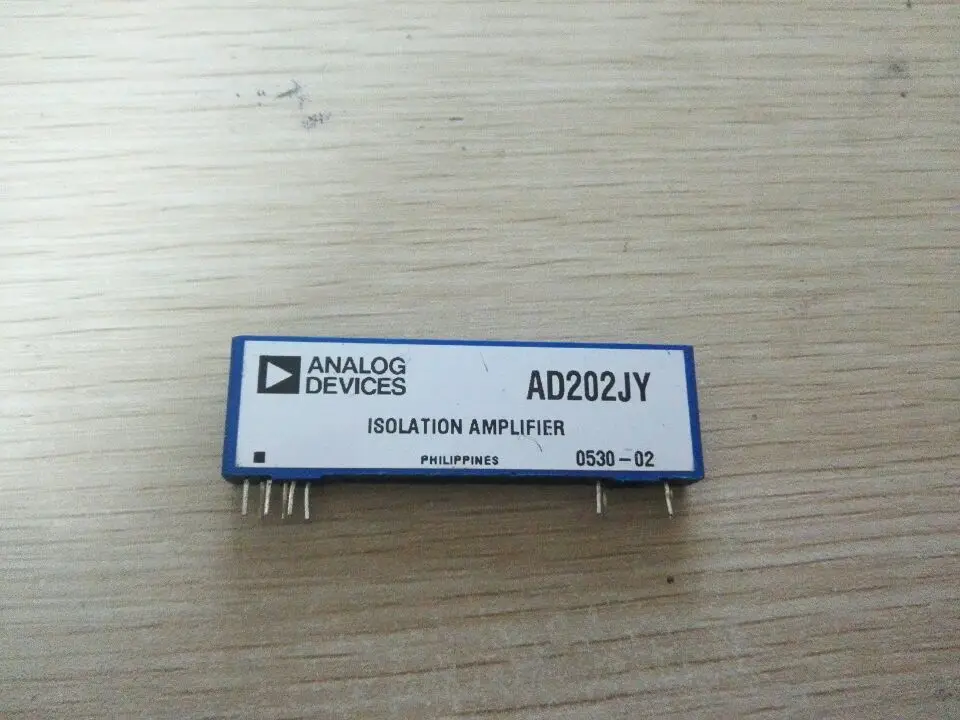 ANALOG
DEVICES
AD202JY
ISOLATION AMPLIFIER
PHILIPPINES
0530-02